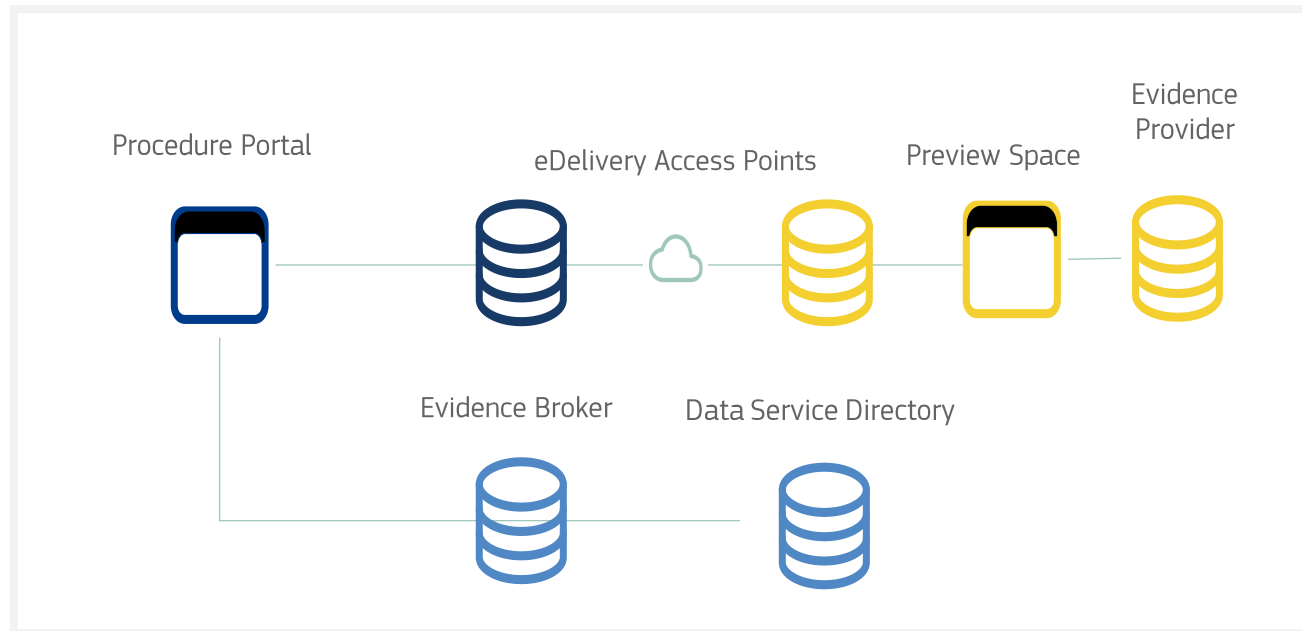 Evidence
Provider
Procedure Portal
eDelivery Access Points
Preview Space
Evidence Broker
Data Service Directory